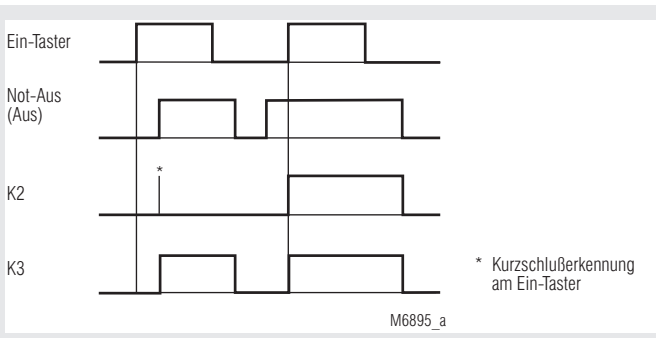 Ein-Taster
Not-Aus
(Aus)
*
K2
K3
* Kurzschlußerkennung
am Ein-Taster
M6895_a